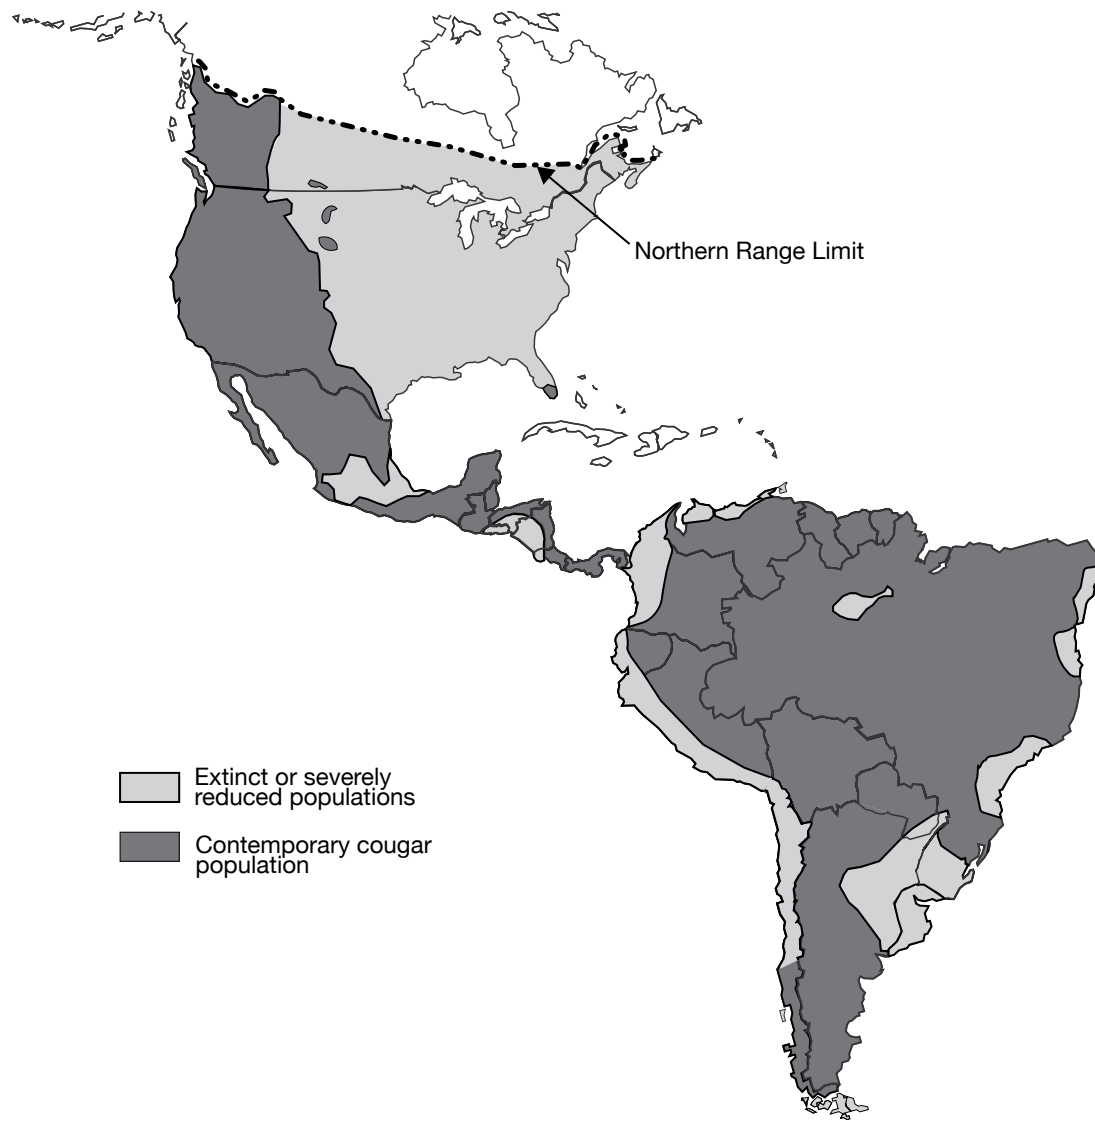 Northern Range Limit
Extinct or severely
reduced populations
Contemporary cougar
population